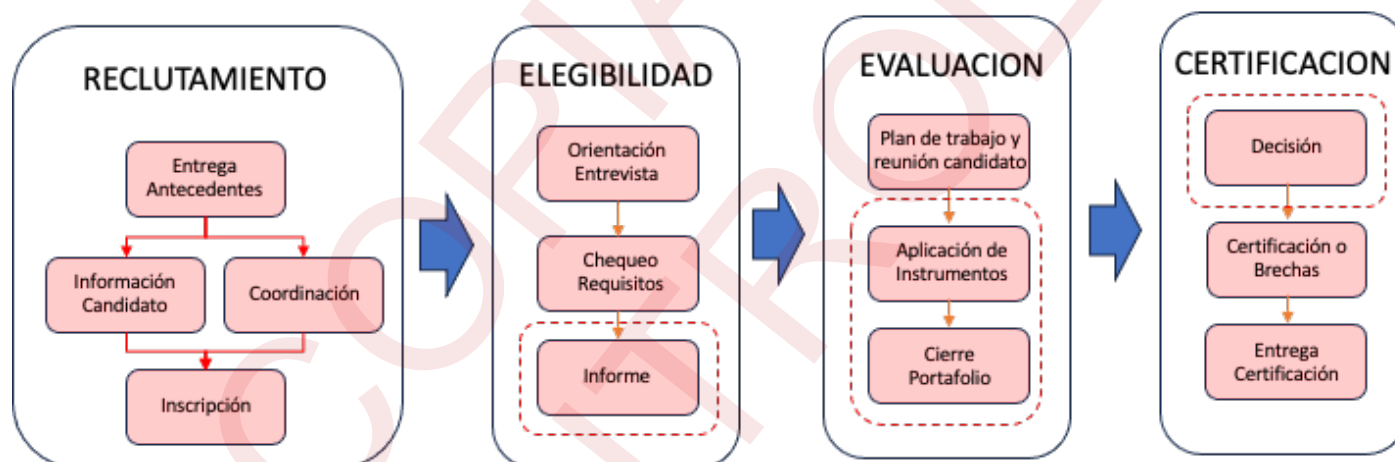 RECLUTAMIENTO
Entrega
Antecedentes
Información
Candidato
Coordinación
Inscripción
ELEGIBILIDAD
Orientación
Entrevista
Chequeo
Requisitos
Informe
EVALUACION
Plan de trabajo y
reunión candidato
Aplicación de
Instrumentos
Cierre
Portafolio
CERTIFICACION
Decisión
Certificación o
Brechas
Entrega
Certificación